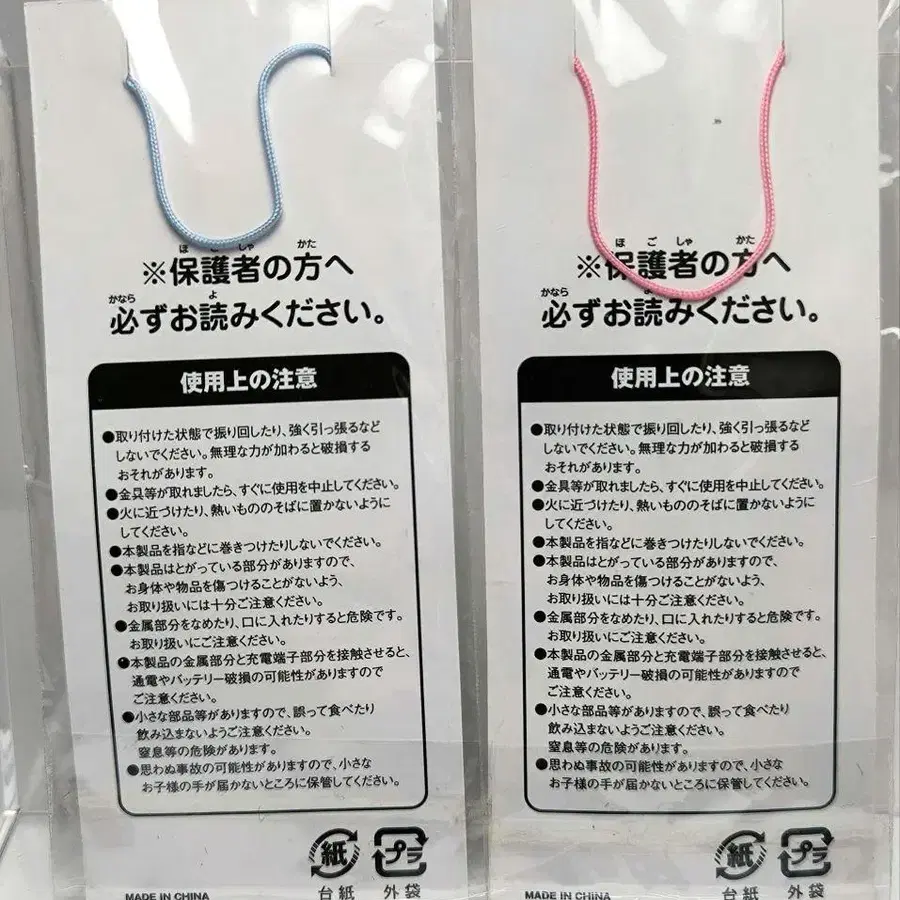 ほごしゃ かた
※保護者の方へ
かなら よ
必ずお読みください。
使用上の注意
●取り付けた状態で振り回したり、強く引っ張るなど
しないでください。無理な力が加わると破損する
おそれがあります。
●金具等が取れましたら、すぐに使用を中止してください。
●火に近づけたり、熱いもののそばに置かないように
してください。
●本製品を指などに巻きつけたりしないでください。
●本製品はとがっている部分がありますので、
お身体や物品を傷つけることがないよう、
お取り扱いには十分ご注意ください。
●金属部分をなめたり、口に入れたりすると危険です。
お取り扱いにご注意ください。
●本製品の金属部分と充電端子部分を接触させると、
通電やバッテリー破損の可能性がありますので
ご注意ください。
●小さな部品等がありますので、誤って食べたり
飲み込まないようご注意ください。
窒息等の危険があります。
●思わぬ事故の可能性がありますので、小さな
お子様の手が届かないところに保管してください。
紙 プラ
台紙 外袋
MADE IN CHINA
ほごしゃ かた
※保護者の方へ
かなら よ
必ずお読みください。
使用上の注意
●取り付けた状態で振り回したり、強く引っ張るなど
しないでください。無理な力が加わると破損する
おそれがあります。
●金具等が取れましたら、すぐに使用を中止してください。
●火に近づけたり、熱いもののそばに置かないように
してください。
●本製品を指などに巻きつけたりしないでください。
●本製品はとがっている部分がありますので、
お身体や物品を傷つけることがないよう、
お取り扱いには十分ご注意ください。
●金属部分をなめたり、口に入れたりすると危険です。
お取り扱いにご注意ください。
●本製品の金属部分と充電端子部分を接触させると、
通電やバッテリー破損の可能性がありますので
ご注意ください。
●小さな部品等がありますので、誤って食べたり
飲み込まないようご注意ください。
窒息等の危険があります。
●思わぬ事故の可能性がありますので、小さな
お子様の手が届かないところに保管してください。
紙 プラ
台紙 外袋
MADE IN CHINA